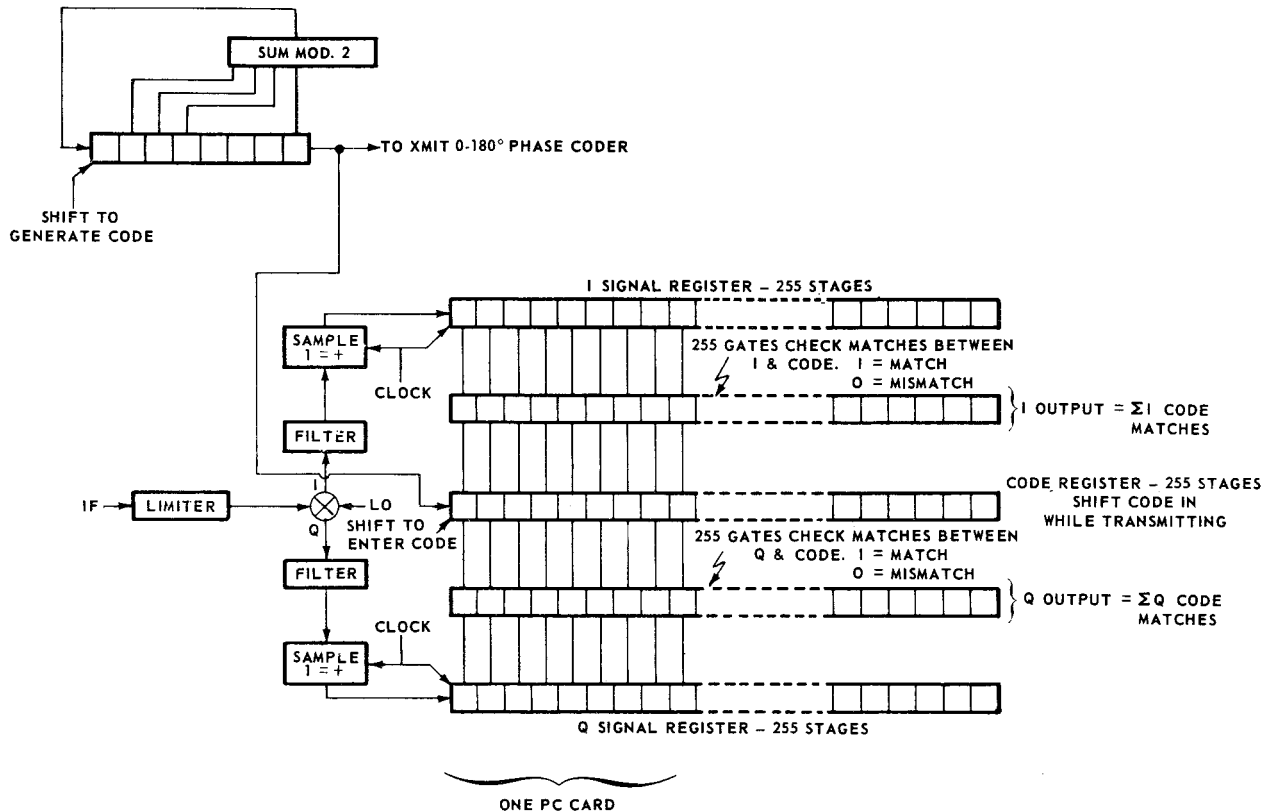 SUM MOD. 2
TO XMIT 0-180° PHASE CODER
SHIFT TO
GENERATE CODE
I SIGNAL REGISTER – 255 STAGES
SAMPLE
1 = +
CLOCK
255 GATES CHECK MATCHES BETWEEN
I & CODE. 1 = MATCH
0 = MISMATCH
I OUTPUT = ΣI CODE
MATCHES
FILTER
I
IF
LIMITER
LO
Q
SHIFT TO
ENTER CODE
CODE REGISTER – 255 STAGES
SHIFT CODE IN
WHILE TRANSMITTING
255 GATES CHECK MATCHES BETWEEN
Q & CODE. 1 = MATCH
0 = MISMATCH
FILTER
Q OUTPUT = ΣQ CODE
MATCHES
CLOCK
SAMPLE
1 = +
Q SIGNAL REGISTER – 255 STAGES
ONE PC CARD